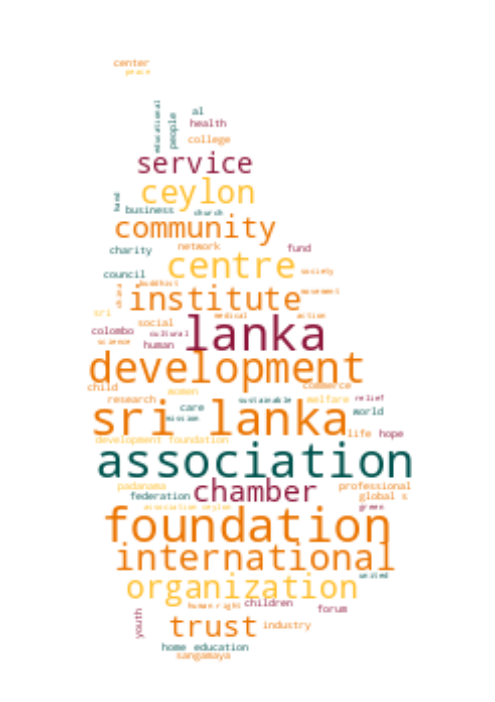 center
peace
educational
people
al
health
college
service
ceylon
hand
business church
community
charity network fund
centre
council society
buddhist
institute movement
sri medical action
colombo social lanka
science cultural
human
development
child women commerce
research sustainable welfare relief
care world
mission
sri lanka
life hope
development foundation
association
padanama professional
federation chamber global s
association ceylon green
foundation
international
united
organization
human right children
youth forum
trust industry
home education
sangamaya